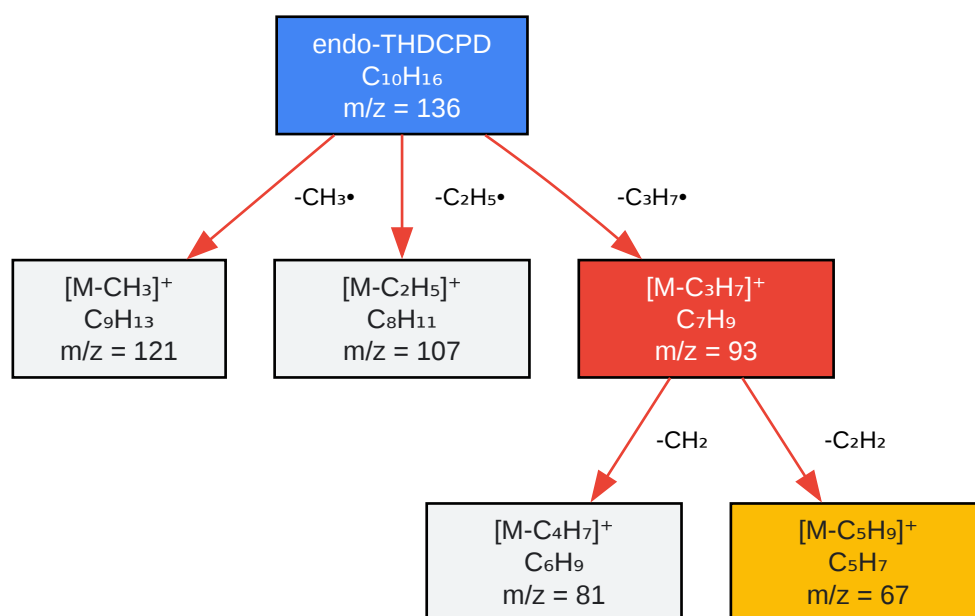 endo-THDCPD
C₁₀H₁₆
m/z = 136
-CH₃•
-C₂H₅•
-C₃H₇•
[M-CH₃]⁺
C₉H₁₃
m/z = 121
[M-C₂H₅]⁺
C₈H₁₁
m/z = 107
[M-C₃H₇]⁺
C₇H₉
m/z = 93
-CH₂
-C₂H₂
[M-C₄H₇]⁺
C₆H₉
m/z = 81
[M-C₅H₉]⁺
C₅H₇
m/z = 67